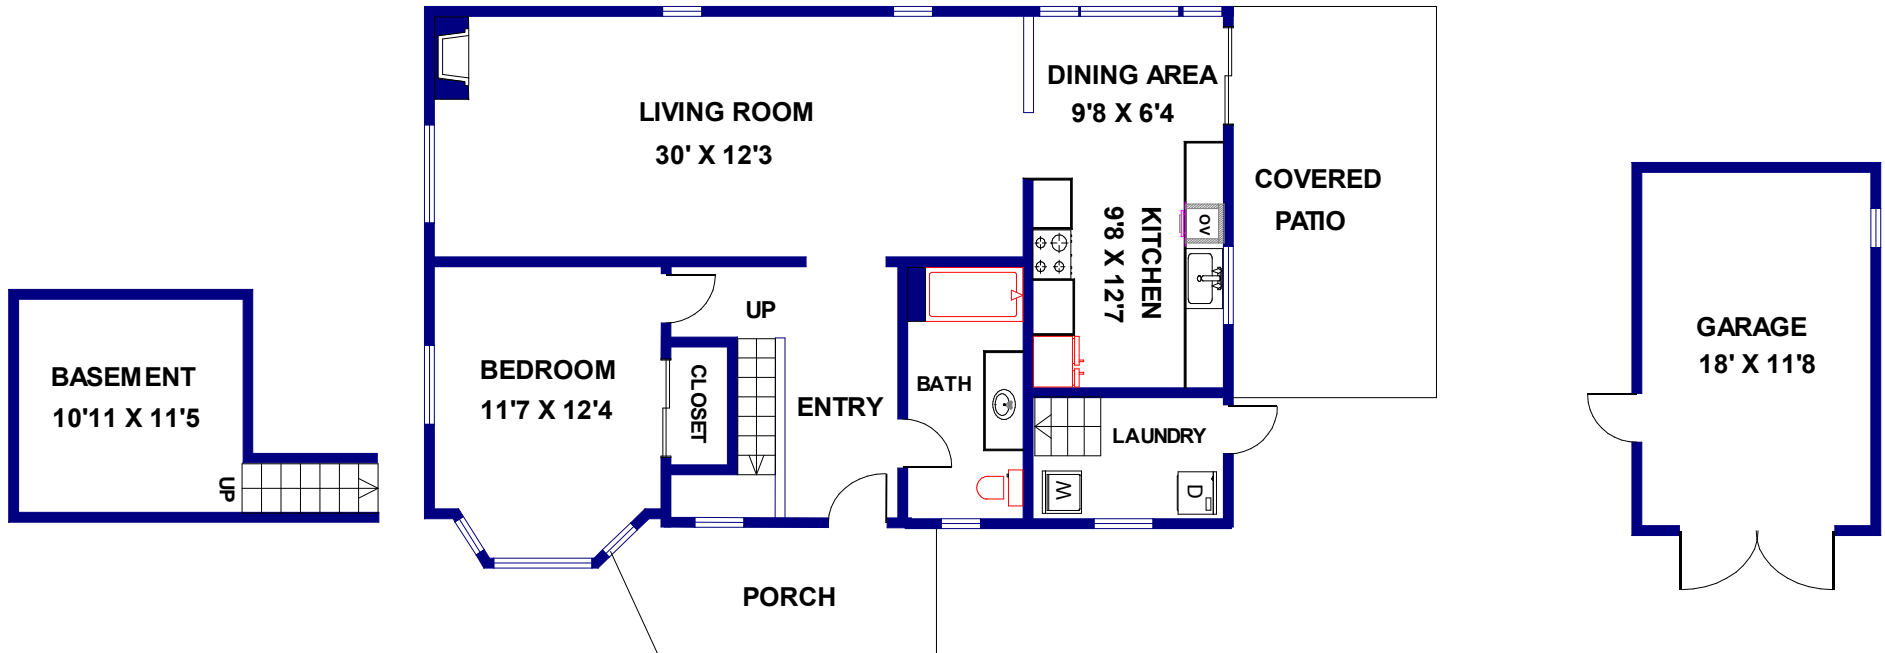 LIVING ROOM
30' X 12'3
DINING AREA
9'8 X 6'4
COVERED
PATIO
KITCHEN
9'8 X 12'7
OV
UP
BEDROOM
11'7 X 12'4
CLOSET
ENTRY
BATH
LAUNDRY
W
D
PORCH
BASEMENT
10'11 X 11'5
UP
GARAGE
18' X 11'8